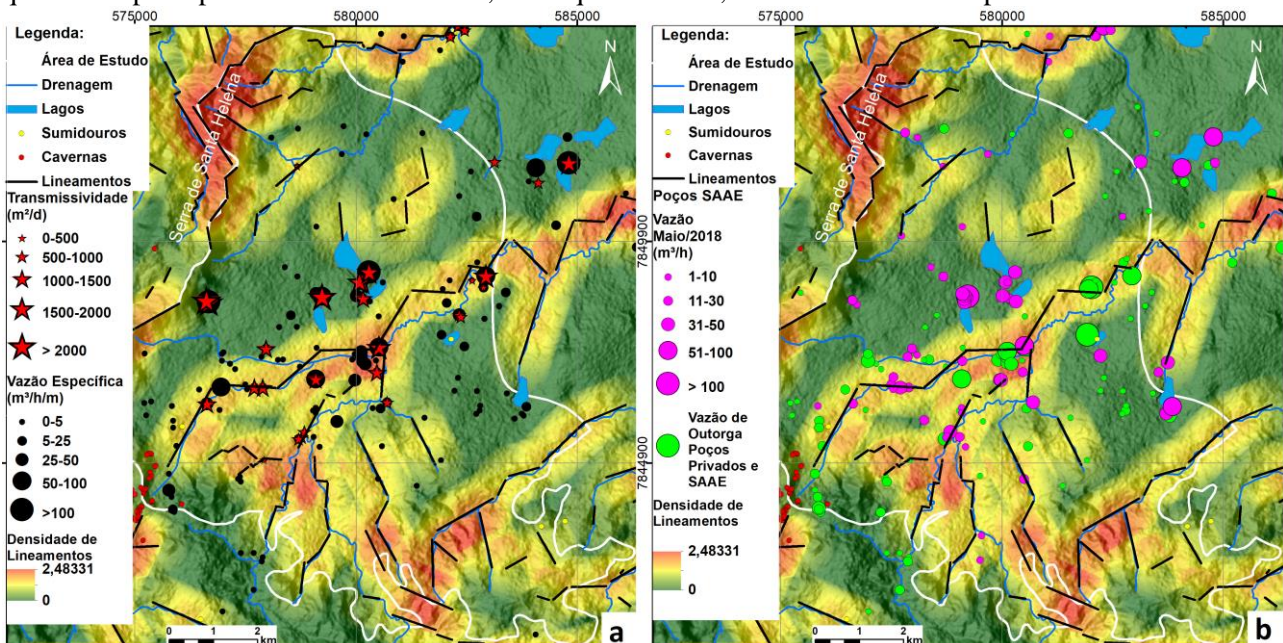 575000
580000
585000
Legenda:
Área de Estudo
Drenagem
Lagos
Sumidouros
Cavernas
Lineamentos
Transmissividade
(m²/d)
0-500
500-1000
1000-1500
1500-2000
> 2000
Vazão Específica
(m³/h/m)
0-5
5-25
25-50
50-100
>100
Densidade de
Lineamentos
2,48331
0
Serra de Santa Helena
N
7849900
7844900
0 1 2
km
a
575000
580000
585000
Legenda:
Área de Estudo
Drenagem
Lagos
Sumidouros
Cavernas
Lineamentos
Poços SAAE
Vazão
Maio/2018
(m³/h)
1-10
11-30
31-50
51-100
> 100
Vazão de
Outorga
Poços
Privados e
SAAE
Densidade de
Lineamentos
2,48331
0
Serra de Santa Helena
N
7849900
7844900
0 1 2
km
b